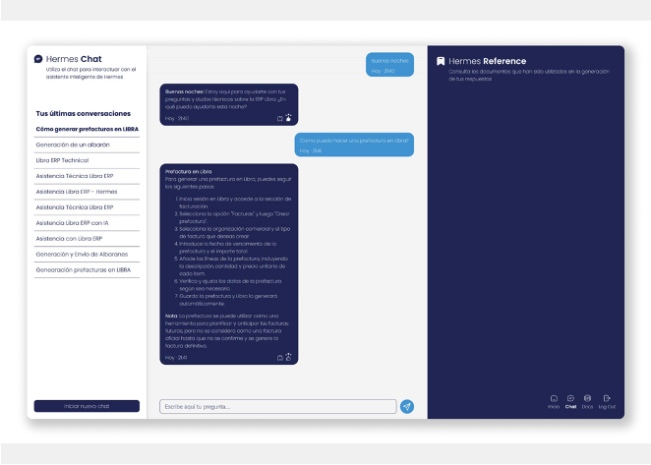 Hermes Chat
Utiliza el chat para interactuar con el
asistente inteligente de Hermes
Tus últimas conversaciones
Cómo generar prefacturas en LIBRA
Generación de un albarán
Libra ERP Technical
Asistencia Técnica Libra ERP
Asistencia Libra ERP - Hermes
Asistencia Técnica Libra ERP
Asistencia Libra ERP con IA
Asistencia con Libra ERP
Generación y Envío de Albaranes
Generación prefacturas en LIBRA
Iniciar nuevo chat
Buenas noches
Hoy · 21:40
Buenas noches! Estoy aquí para ayudarte con tus
preguntas y dudas técnicas sobre la ERP Libra. ¿En
qué puedo ayudarte esta noche?
Hoy · 21:40
Como puedo hacer una prefactura en libra?
Hoy · 21:41
Prefactura en Libra
Para generar una prefactura en Libra, puedes seguir
los siguientes pasos:
1. Inicia sesión en Libra y accede a la sección de
facturación.
2. Selecciona la opción "Facturas" y luego "Crear
prefactura".
3. Selecciona la organización comercial y el tipo
de factura que deseas crear.
4. Introduce la fecha de vencimiento de la
prefactura y el importe total.
5. Añade las líneas de la prefactura, incluyendo
la descripción, cantidad y precio unitario de
cada ítem.
6. Verifica y ajusta los datos de la prefactura
según sea necesario.
7. Guarda la prefactura y Libra la generará
automáticamente.
Nota: La prefactura se puede utilizar como una
herramienta para planificar y anticipar las facturas
futuras, pero no se considera como una factura
oficial hasta que no se confirme y se genere la
factura definitiva.
Hoy · 21:41
Escribe aquí tu pregunta...
Hermes Reference
Consulta los documentos que han sido utilizados en la generación
de tus respuestas
Inicio Chat Docs Log Out